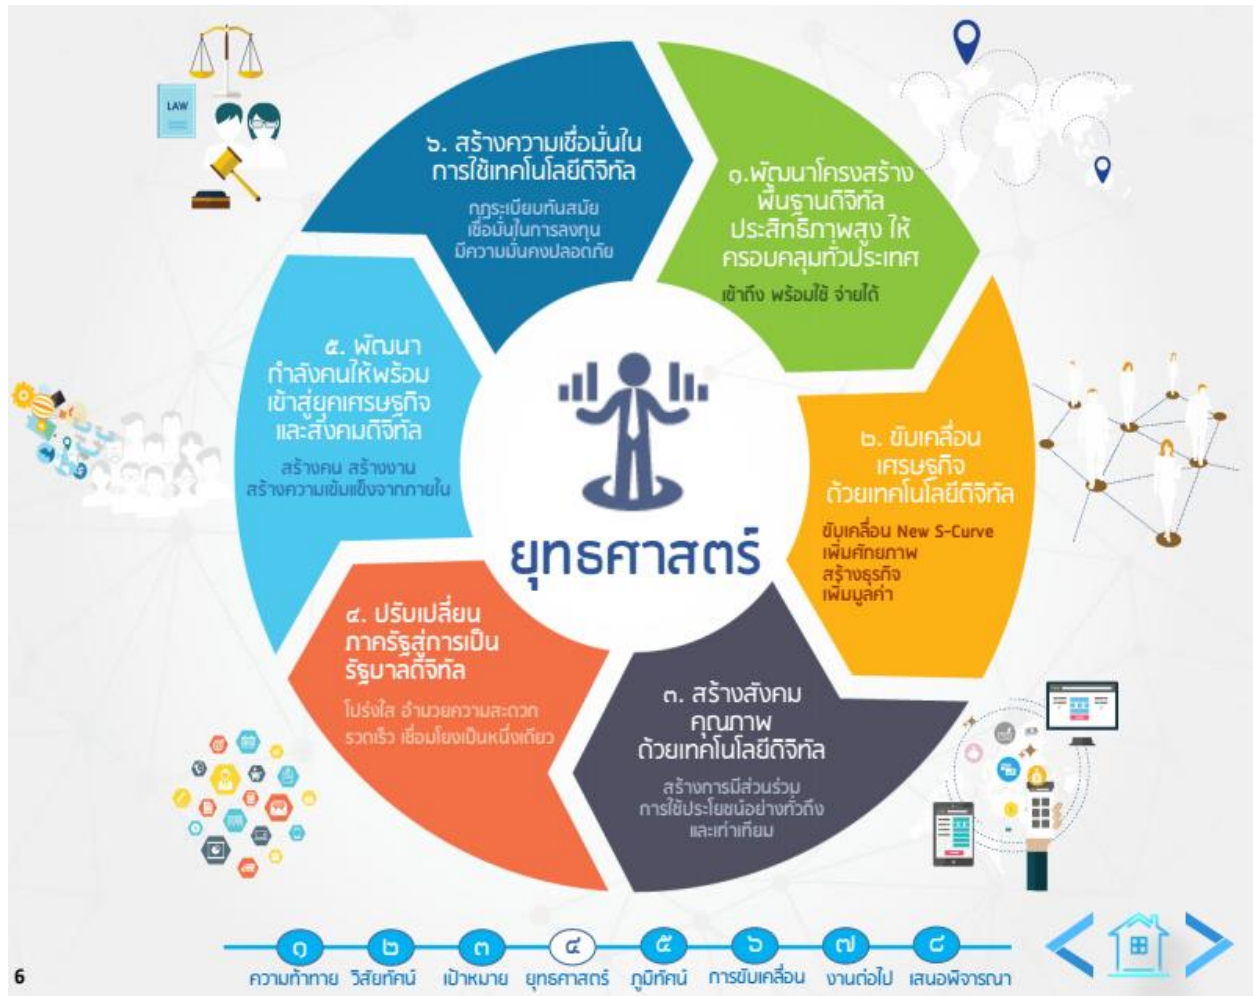 LAW
๖. สร้างความเชื่อมั่นใน
การใช้เทคโนโลยีดิจิทัล
กฎระเบียบทันสมัย
เชื่อมั่นในการลงทุน
มีความมั่นคงปลอดภัย
๑.พัฒนาโครงสร้าง
พื้นฐานดิจิทัล
ประสิทธิภาพสูง ให้
ครอบคลุมทั่วประเทศ
เข้าถึง พร้อมใช้ จ่ายได้
๕. พัฒนา
กำลังคนให้พร้อม
เข้าสู่ยุคเศรษฐกิจ
และสังคมดิจิทัล
สร้างคน สร้างงาน
สร้างความเข้มแข็งจากภายใน
๒. ขับเคลื่อน
เศรษฐกิจ
ด้วยเทคโนโลยีดิจิทัล
ขับเคลื่อน New S-Curve
เพิ่มศักยภาพ
สร้างธุรกิจ
เพิ่มมูลค่า
ยุทธศาสตร์
๔. ปรับเปลี่ยน
ภาครัฐสู่การเป็น
รัฐบาลดิจิทัล
โปร่งใส อำนวยความสะดวก
รวดเร็ว เชื่อมโยงเป็นหนึ่งเดียว
๓. สร้างสังคม
คุณภาพ
ด้วยเทคโนโลยีดิจิทัล
สร้างการมีส่วนร่วม
การใช้ประโยชน์อย่างทั่วถึง
และเท่าเทียม
๑ ๒ ๓ ๔ ๕ ๖ ๗ ๘
ความท้าทาย วิสัยทัศน์ เป้าหมาย ยุทธศาสตร์ ภูมิทัศน์ การขับเคลื่อน งานต่อไป เสนอพิจารณา
6